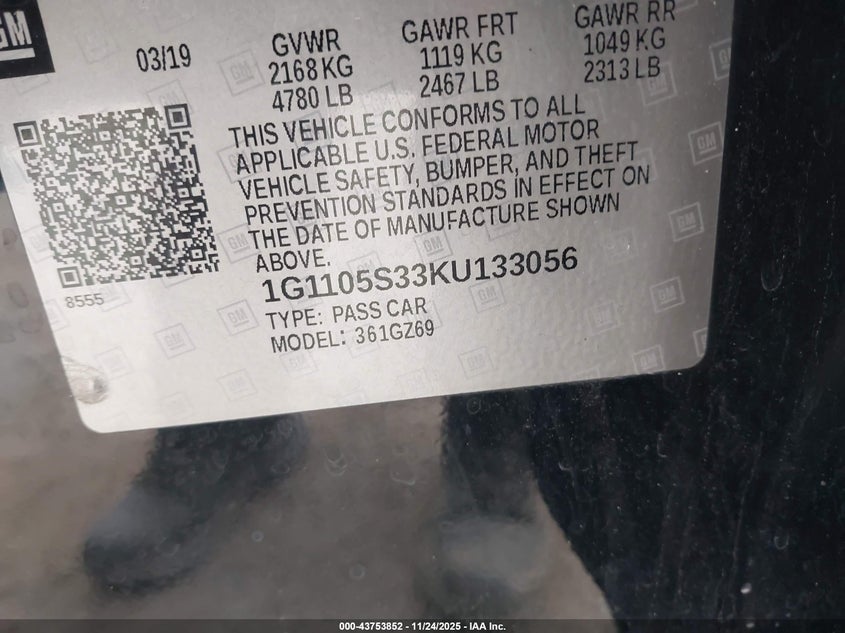 GM
03/19
GVWR
2168 KG
4780 LB
GAWR FRT
1119 KG
2467 LB
GAWR RR
1049 KG
2313 LB
THIS VEHICLE CONFORMS TO ALL
APPLICABLE U.S. FEDERAL MOTOR
VEHICLE SAFETY, BUMPER, AND THEFT
PREVENTION STANDARDS IN EFFECT ON
THE DATE OF MANUFACTURE SHOWN
ABOVE.
8555
1G1105S33KU133056
TYPE: PASS CAR
MODEL: 361GZ69
000-43753852 - 11/24/2025 - IAA Inc.